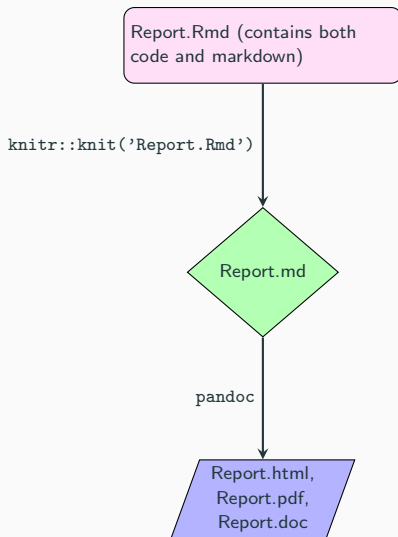 Report.Rmd (contains both
code and markdown)
knitr::knit('Report.Rmd')
Report.md
pandoc
Report.html,
Report.pdf,
Report.doc